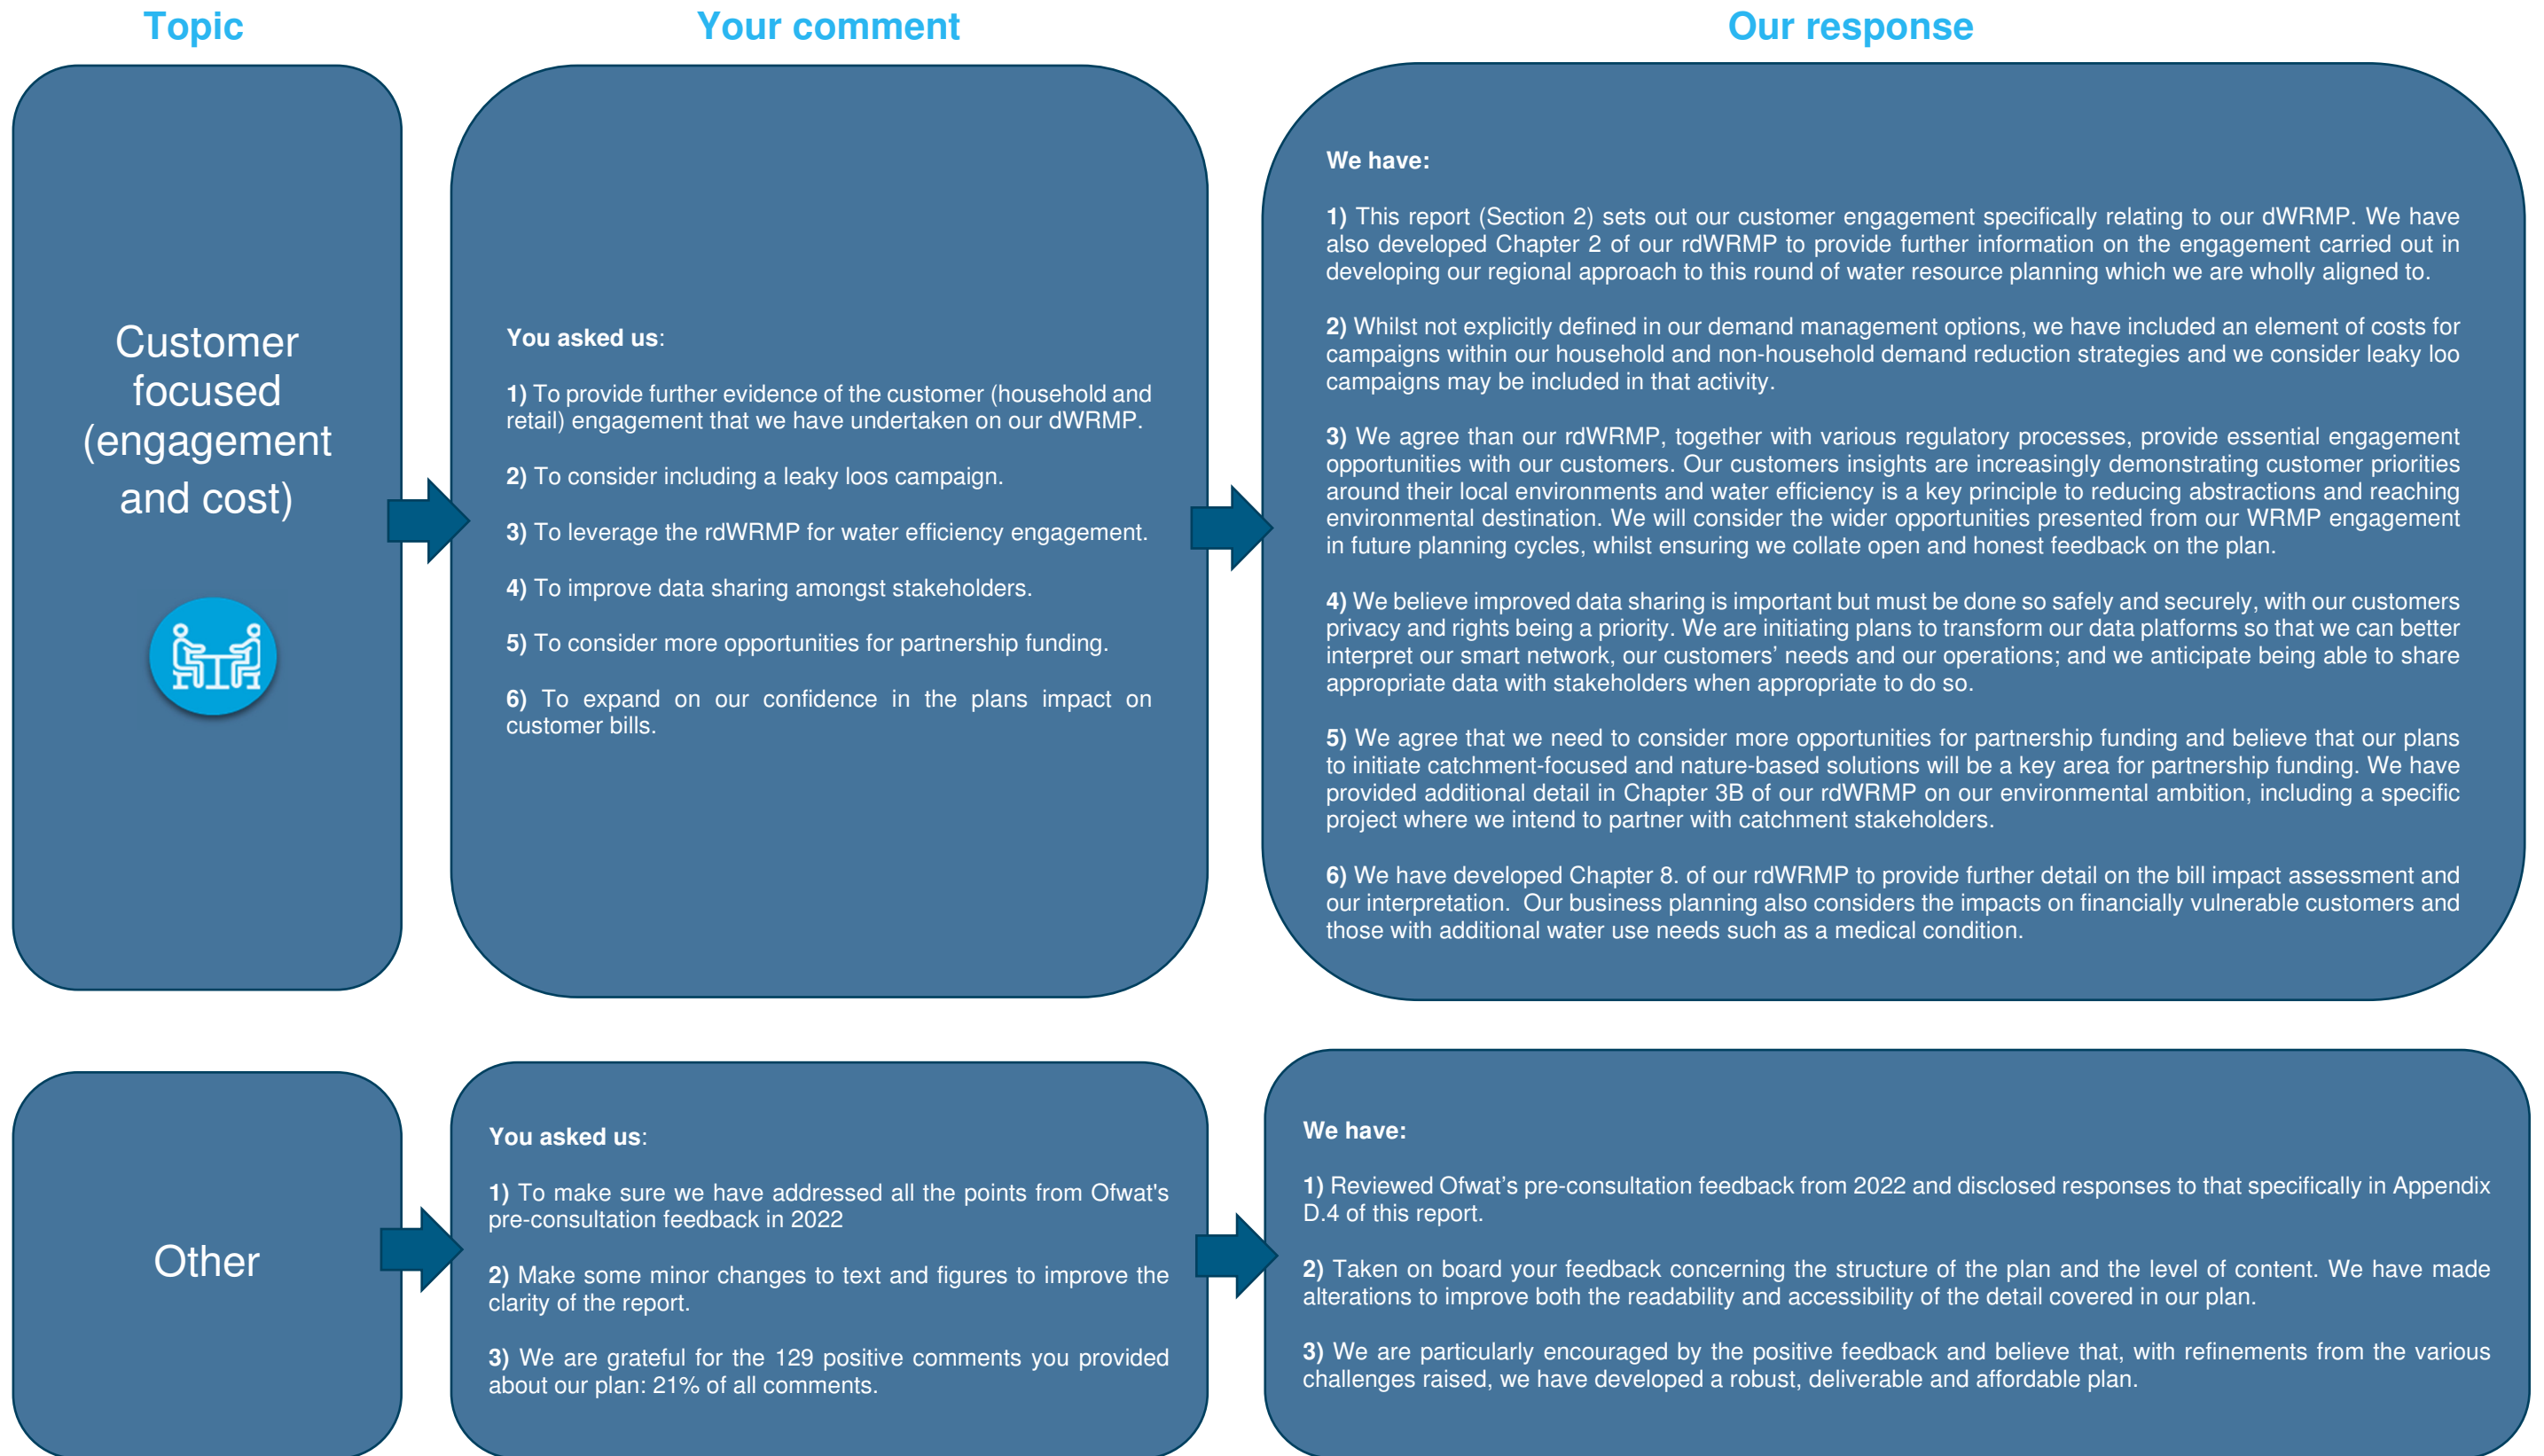 Topic
Your comment
Our response
Customer
focused
(engagement
and cost)
You asked us:
1) To provide further evidence of the customer (household and
retail) engagement that we have undertaken on our dWRMP.
2) To consider including a leaky loos campaign.
3) To leverage the rdWRMP for water efficiency engagement.
4) To improve data sharing amongst stakeholders.
5) To consider more opportunities for partnership funding.
6) To expand on our confidence in the plans impact on
customer bills.
We have:
1) This report (Section 2) sets out our customer engagement specifically relating to our dWRMP. We have
also developed Chapter 2 of our rdWRMP to provide further information on the engagement carried out in
developing our regional approach to this round of water resource planning which we are wholly aligned to.
2) Whilst not explicitly defined in our demand management options, we have included an element of costs for
campaigns within our household and non-household demand reduction strategies and we consider leaky loo
campaigns may be included in that activity.
3) We agree than our rdWRMP, together with various regulatory processes, provide essential engagement
opportunities with our customers. Our customers insights are increasingly demonstrating customer priorities
around their local environments and water efficiency is a key principle to reducing abstractions and reaching
environmental destination. We will consider the wider opportunities presented from our WRMP engagement
in future planning cycles, whilst ensuring we collate open and honest feedback on the plan.
4) We believe improved data sharing is important but must be done so safely and securely, with our customers
privacy and rights being a priority. We are initiating plans to transform our data platforms so that we can better
interpret our smart network, our customers’ needs and our operations; and we anticipate being able to share
appropriate data with stakeholders when appropriate to do so.
5) We agree that we need to consider more opportunities for partnership funding and believe that our plans
to initiate catchment-focused and nature-based solutions will be a key area for partnership funding. We have
provided additional detail in Chapter 3B of our rdWRMP on our environmental ambition, including a specific
project where we intend to partner with catchment stakeholders.
6) We have developed Chapter 8. of our rdWRMP to provide further detail on the bill impact assessment and
our interpretation. Our business planning also considers the impacts on financially vulnerable customers and
those with additional water use needs such as a medical condition.
Other
You asked us:
1) To make sure we have addressed all the points from Ofwat's
pre-consultation feedback in 2022
2) Make some minor changes to text and figures to improve the
clarity of the report.
3) We are grateful for the 129 positive comments you provided
about our plan: 21% of all comments.
We have:
1) Reviewed Ofwat’s pre-consultation feedback from 2022 and disclosed responses to that specifically in Appendix
D.4 of this report.
2) Taken on board your feedback concerning the structure of the plan and the level of content. We have made
alterations to improve both the readability and accessibility of the detail covered in our plan.
3) We are particularly encouraged by the positive feedback and believe that, with refinements from the various
challenges raised, we have developed a robust, deliverable and affordable plan.